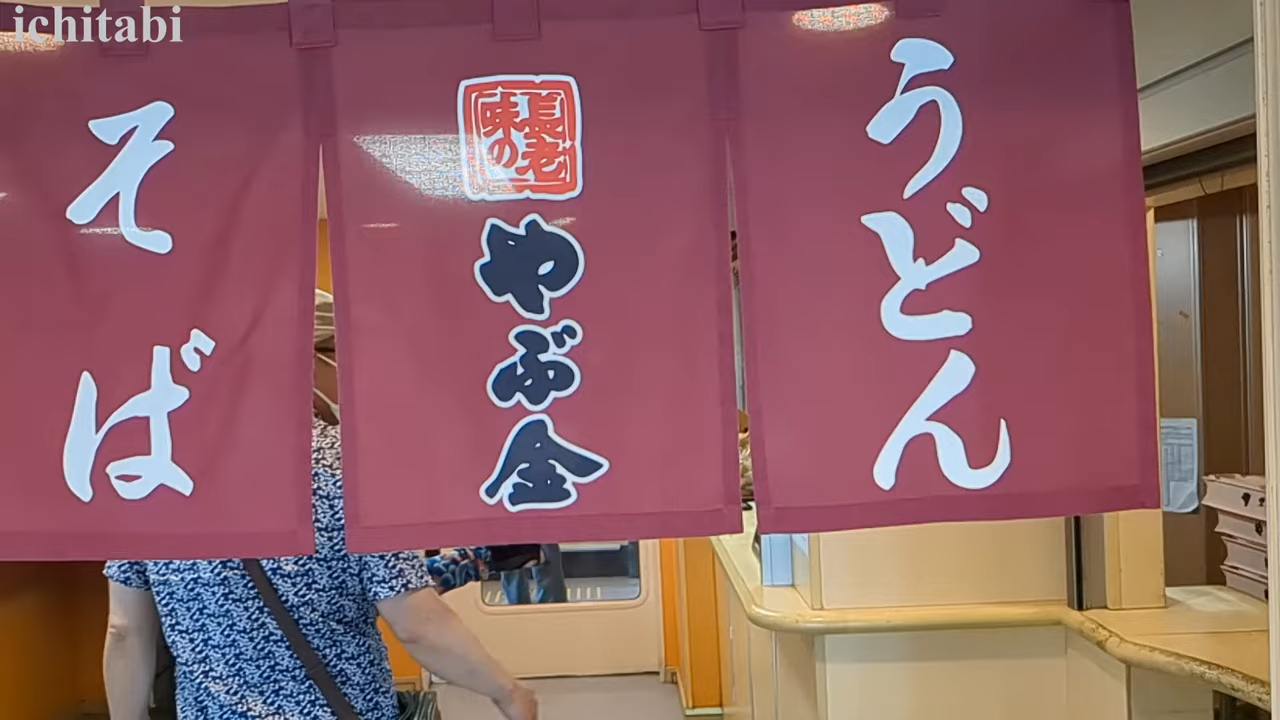 ichitabi
うどん
長老
味の
やぶ金
そば